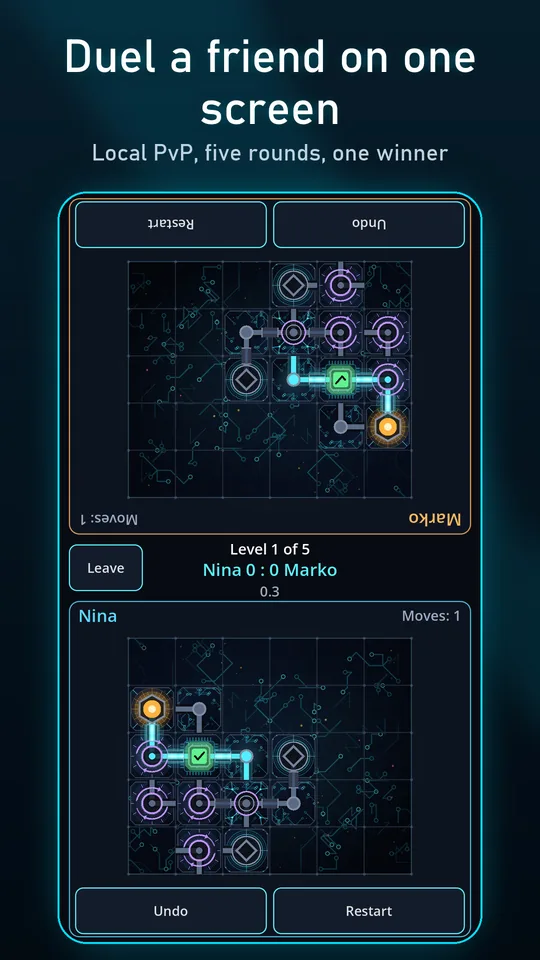 Duel a friend on one
screen
Local PvP, five rounds, one winner
Restart
Undo
Moves: 1
Marko
Leave
Level 1 of 5
Nina 0 : 0 Marko
0.3
Nina
Moves: 1
Undo
Restart